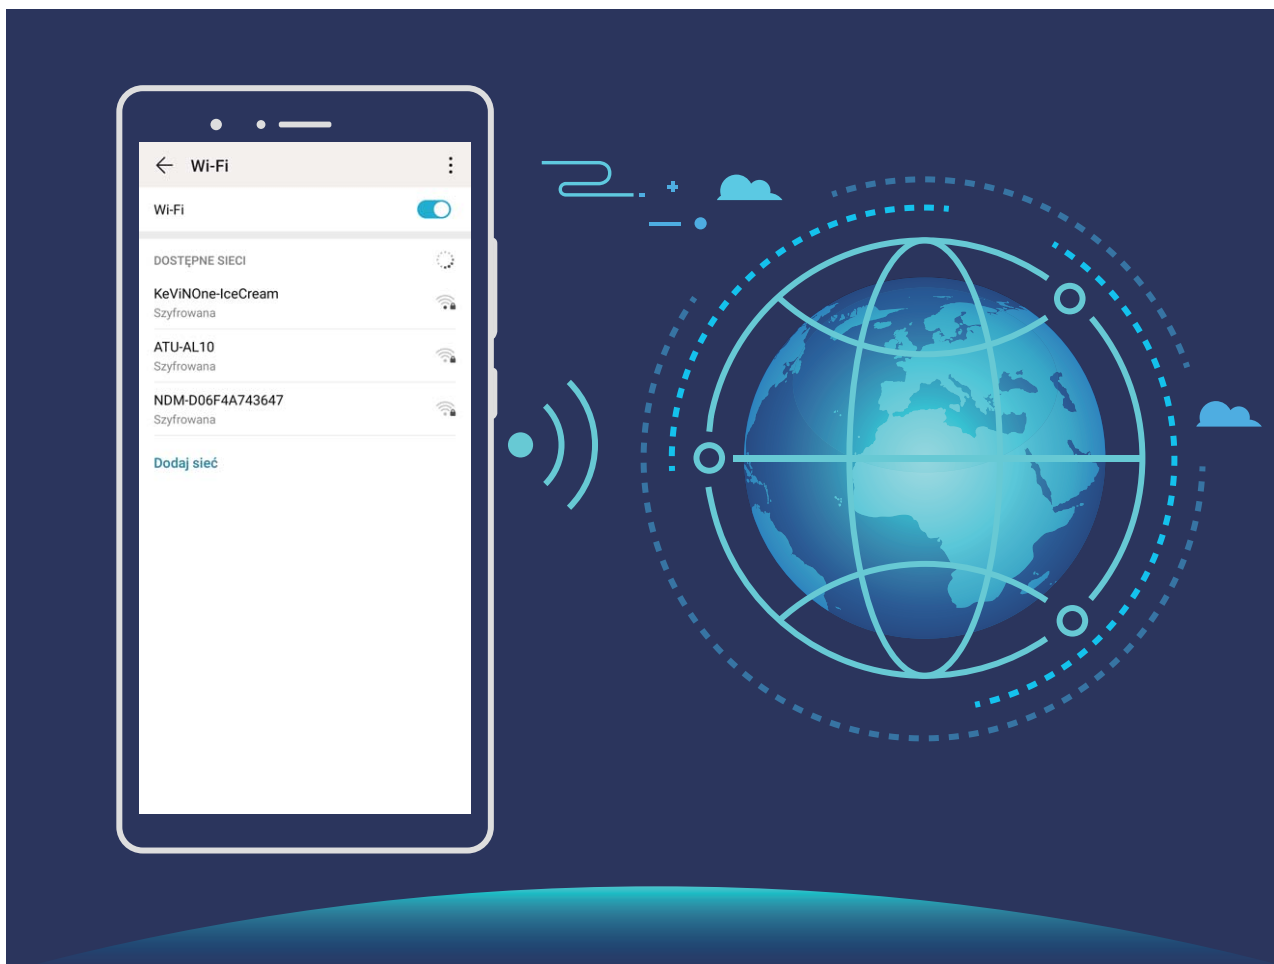 Wi-Fi
Wi-Fi
DOSTĘPNE SIECI
KeViNOne-IceCream
Szyfrowana
ATU-AL10
Szyfrowana
NDM-D06F4A743647
Szyfrowana
Dodaj sieć